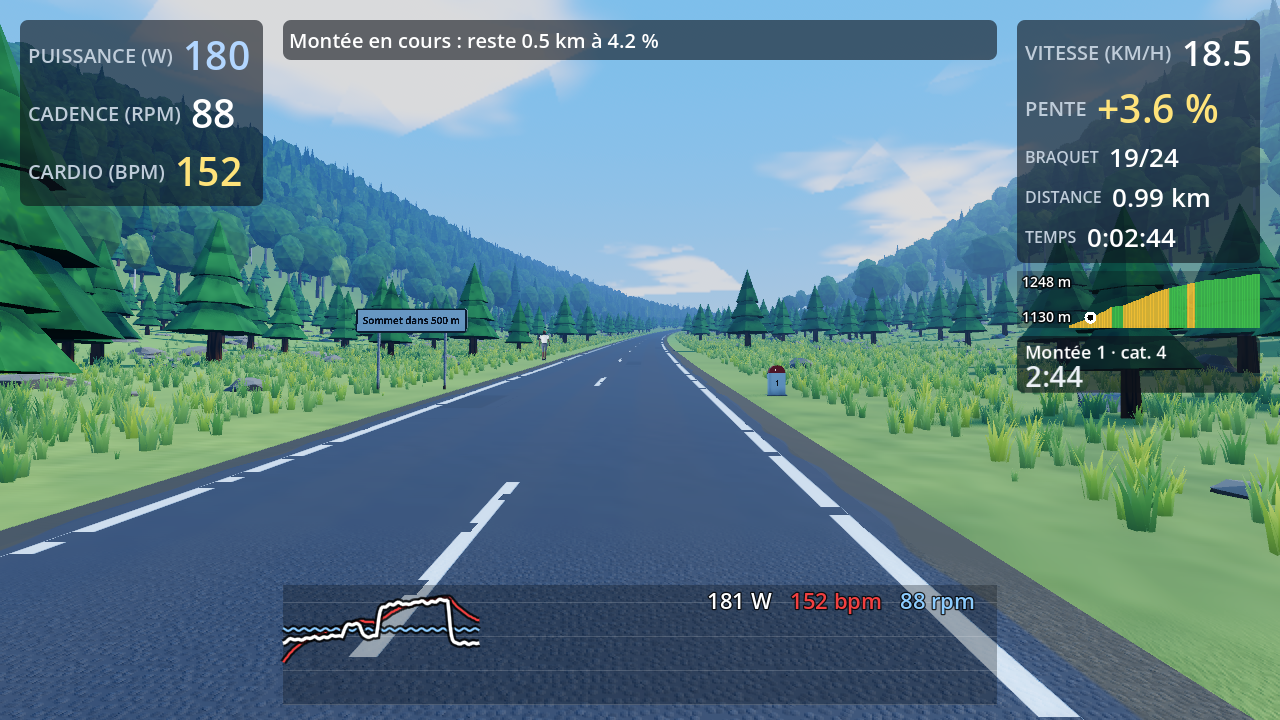 PUISSANCE (W) 180
CADENCE (RPM) 88
CARDIO (BPM) 152
Montée en cours : reste 0.5 km à 4.2 %
VITESSE (KM/H) 18.5
PENTE +3.6 %
BRAQUET 19/24
DISTANCE 0.99 km
TEMPS 0:02:44
1248 m
1130 m
Montée 1 · cat. 4
2:44
Sommet dans 500 m
1
181 W 152 bpm 88 rpm